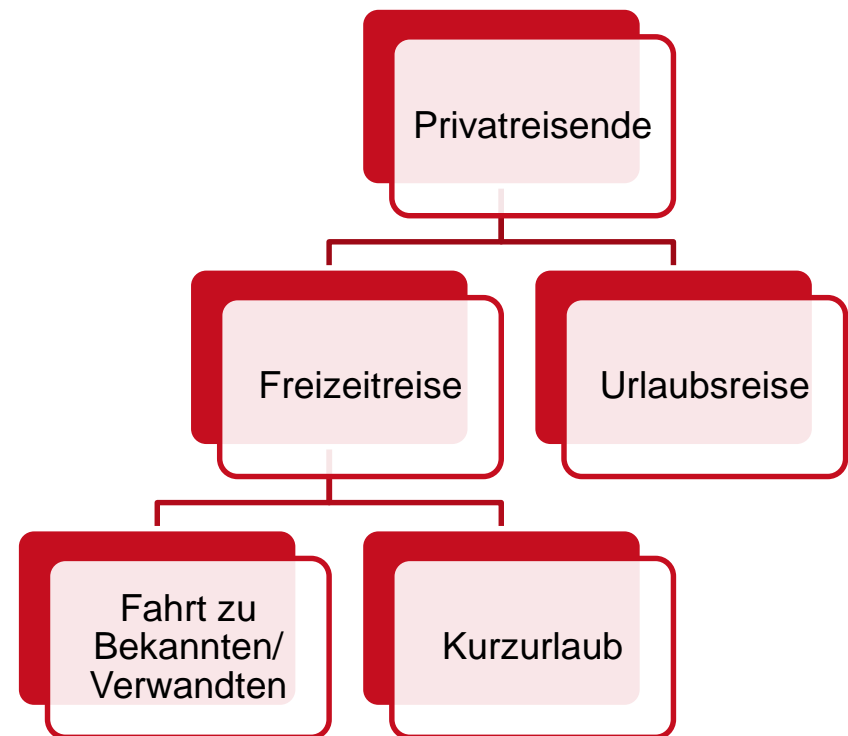 Privatreisende
Freizeitreise
Urlaubsreise
Fahrt zu
Bekannten/
Verwandten
Kurzurlaub